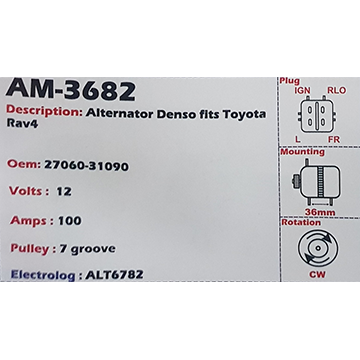 AM-3682
Description: Alternator Denso fits Toyota
Rav4
Oem: 27060-31090
Volts : 12
Amps : 100
Pulley : 7 groove
Electrolog : ALT6782
Plug
IGN RLO
L FR
Mounting
36mm
Rotation
CW